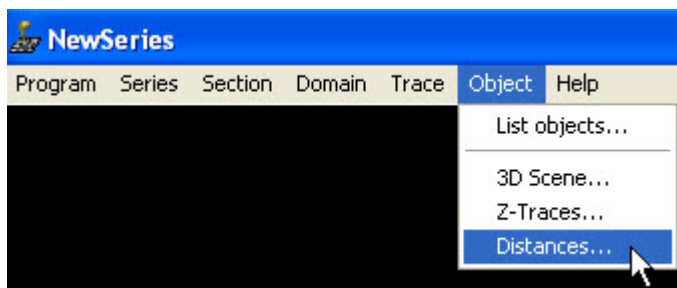 NewSeries
Program Series Section Domain Trace Object Help
List objects...
3D Scene...
Z-Traces...
Distances...